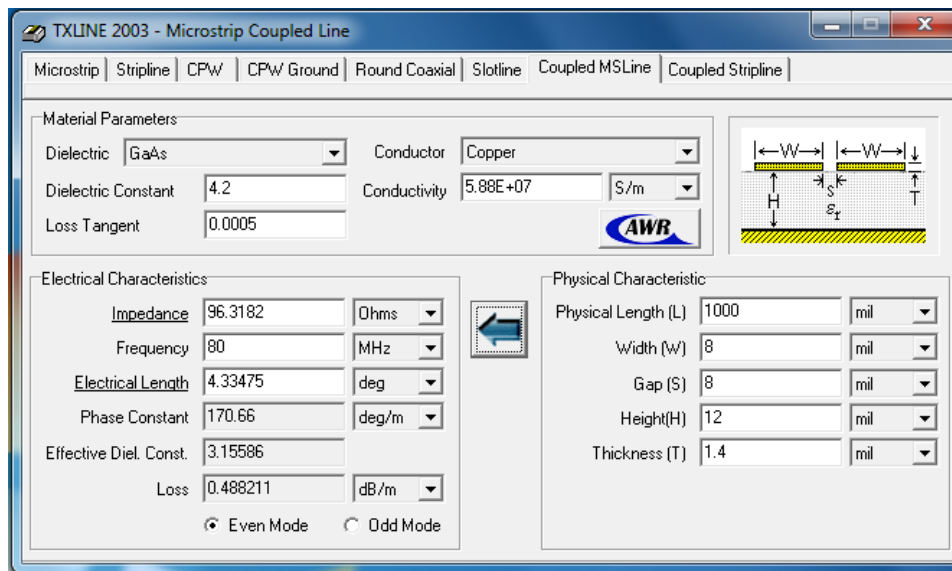 TXLINE 2003 - Microstrip Coupled Line
Microstrip Stripline CPW CPW Ground Round Coaxial Slotline Coupled MSLine Coupled Stripline
Material Parameters
Dielectric GaAs Conductor Copper
Dielectric Constant 4.2 Conductivity 5.88E+07 S/m
Loss Tangent 0.0005 AWR
W W
S
H εr T
Electrical Characteristics
Impedance 96.3182 Ohms
Frequency 80 MHz
Electrical Length 4.33475 deg
Phase Constant 170.66 deg/m
Effective Diel. Const. 3.15586
Loss 0.488211 dB/m
Even Mode Odd Mode
Physical Characteristic
Physical Length (L) 1000 mil
Width (W) 8 mil
Gap (S) 8 mil
Height(H) 12 mil
Thickness (T) 1.4 mil